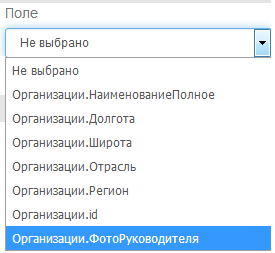 Поле
Не выбрано
Не выбрано
Организации.НаименованиеПолное
Организации.Долгота
Организации.Широта
Организации.Отрасль
Организации.Регион
Организации.id
Организации.ФотоРуководителя